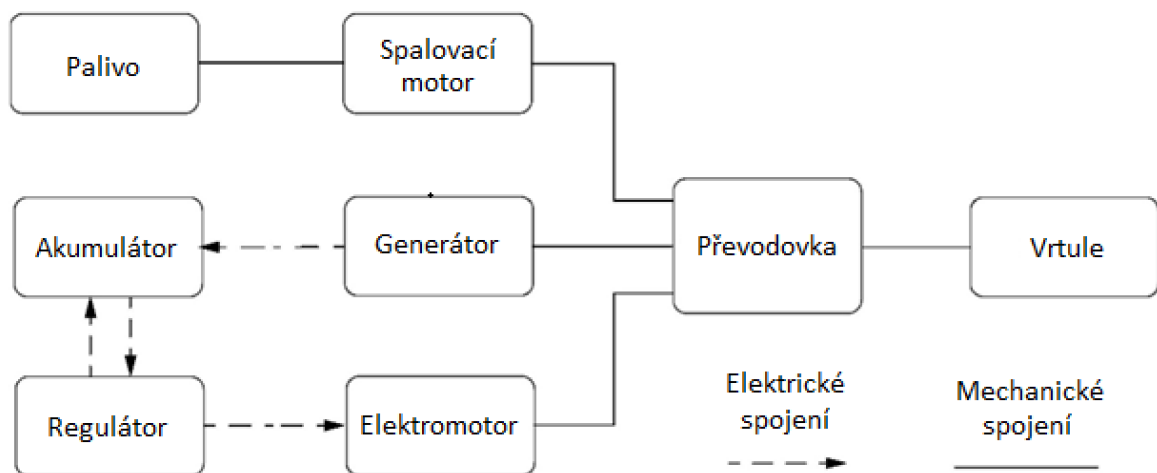 Palivo
Spalovací
motor
Akumulátor
Generátor
Převodovka
Vrtule
Regulátor
Elektromotor
Elektrické
spojení
Mechanické
spojení